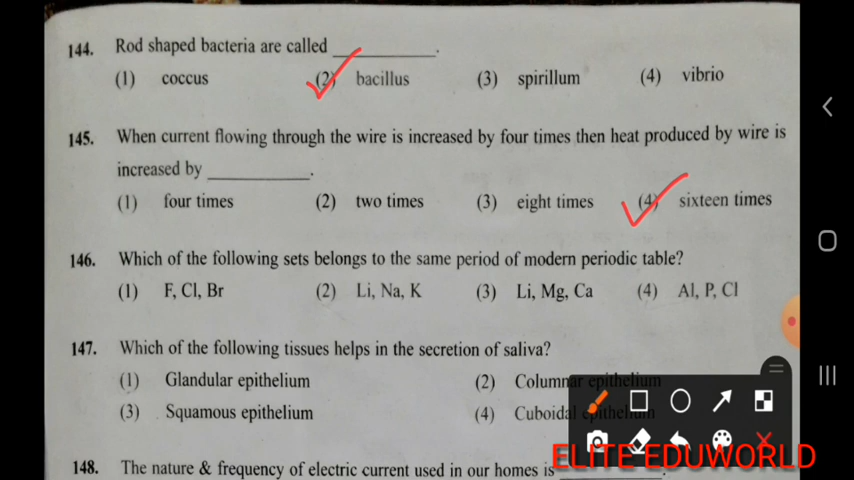 144. Rod shaped bacteria are called __________.
(1) coccus (2) bacillus (3) spirillum (4) vibrio
145. When current flowing through the wire is increased by four times then heat produced by wire is
increased by __________.
(1) four times (2) two times (3) eight times (4) sixteen times
146. Which of the following sets belongs to the same period of modern periodic table?
(1) F, Cl, Br (2) Li, Na, K (3) Li, Mg, Ca (4) Al, P, Cl
147. Which of the following tissues helps in the secretion of saliva?
(1) Glandular epithelium (2) Columnar epithelium
(3) Squamous epithelium (4) Cuboidal epithelium
148. The nature & frequency of electric current used in our homes is __________.
ELITE EDUWORLD